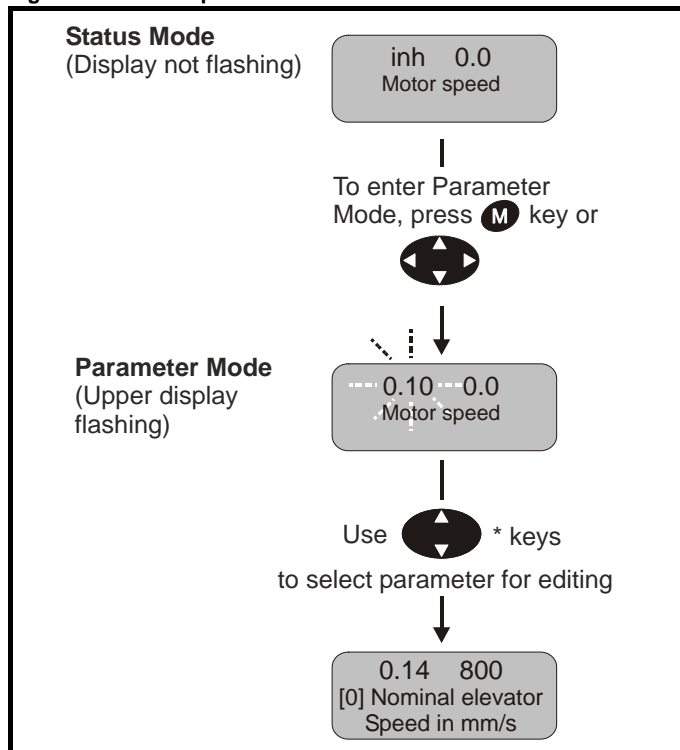 Status Mode
(Display not flashing)
inh 0.0
Motor speed
To enter Parameter
Mode, press M key or
Parameter Mode
(Upper display
flashing)
0.10 0.0
Motor speed
Use * keys
to select parameter for editing
0.14 800
[0] Nominal elevator
Speed in mm/s